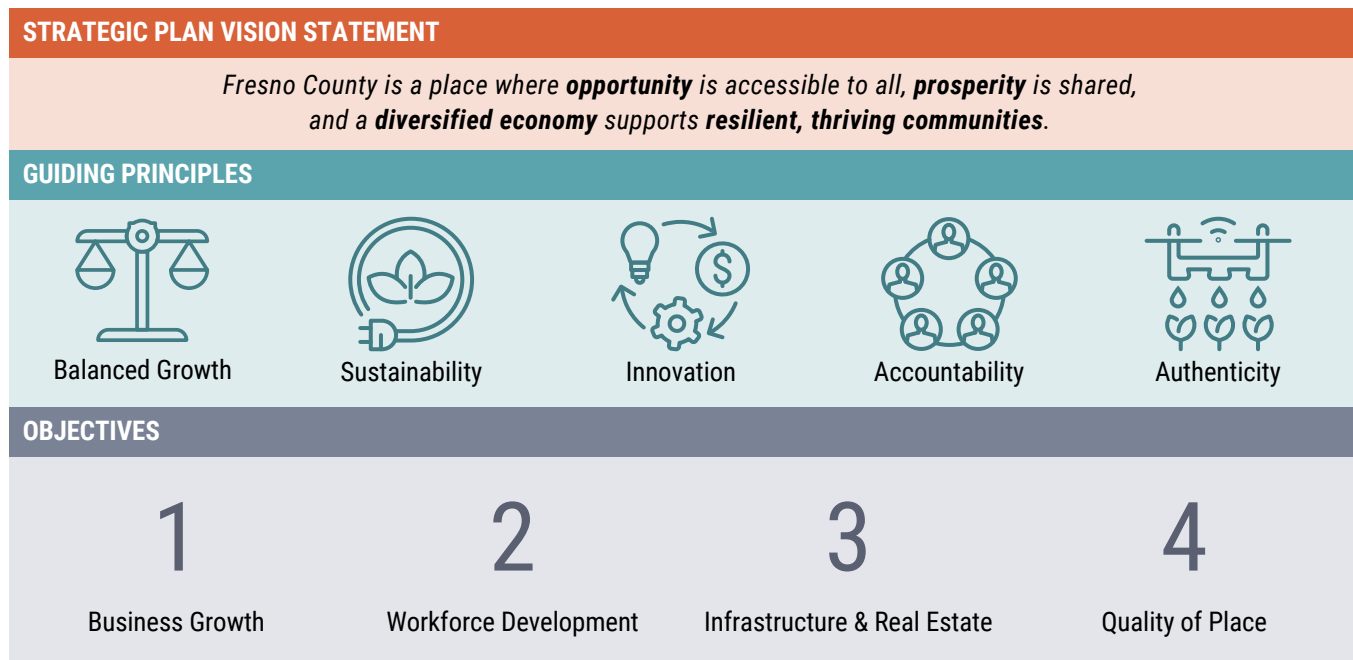 STRATEGIC PLAN VISION STATEMENT
Fresno County is a place where opportunity is accessible to all, prosperity is shared,
and a diversified economy supports resilient, thriving communities.
GUIDING PRINCIPLES
$
Balanced Growth
Sustainability
Innovation
Accountability
Authenticity
OBJECTIVES
1
2
3
4
Business Growth
Workforce Development
Infrastructure & Real Estate
Quality of Place